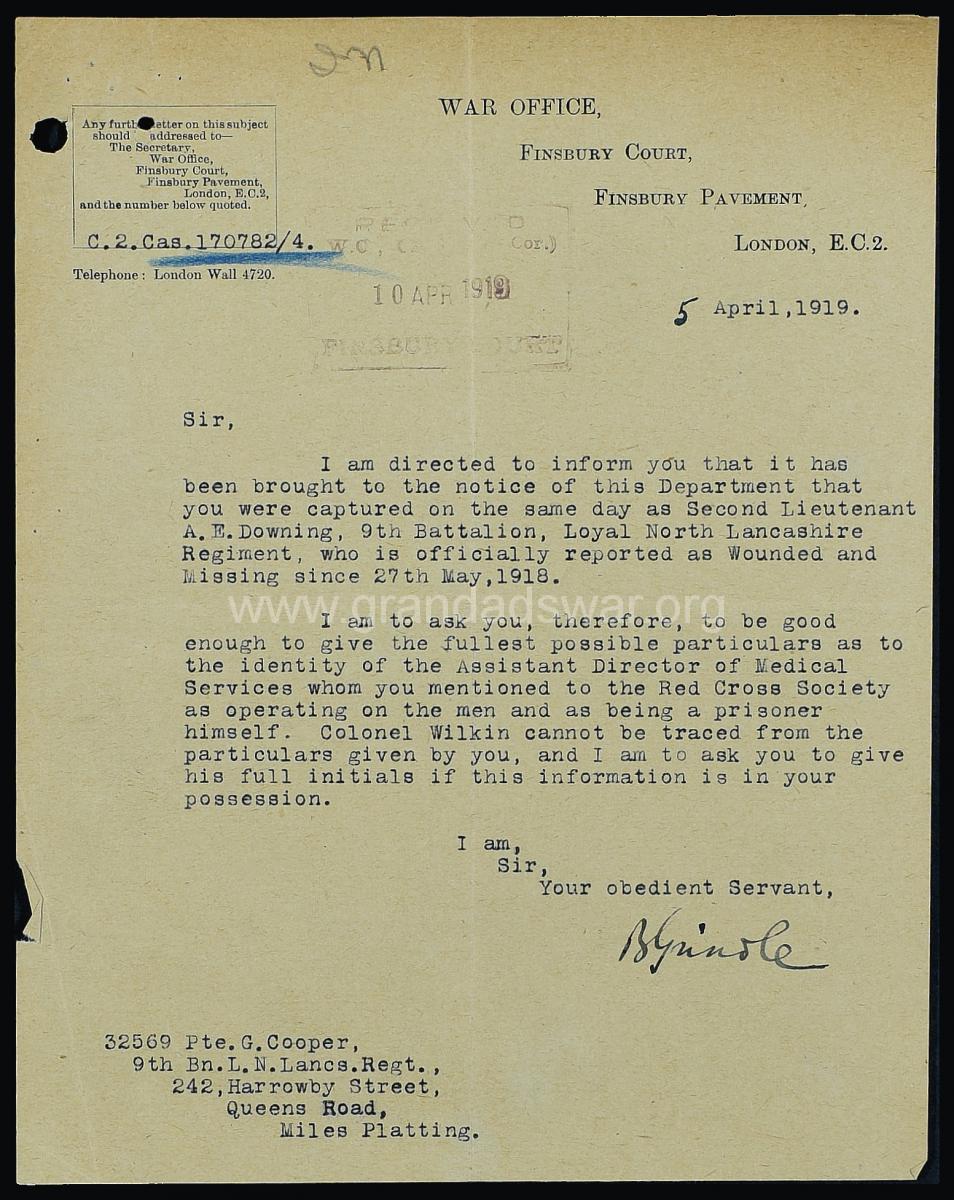 WAR OFFICE,
FINSBURY COURT,
FINSBURY PAVEMENT,
LONDON, E.C.2.
Any further letter on this subject
should addressed to—
The Secretary,
War Office,
Finsbury Court,
Finsbury Pavement,
London, E.C.2,
and the number below quoted.
C.2.Cas.170782/4.
Telephone: London Wall 4720.
W.C
Cor.)
10 APR 1919
FINSBURY COURT
5 April,1919.
Sir,
I am directed to inform you that it has
been brought to the notice of this Department that
you were captured on the same day as Second Lieutenant
A.E.Downing, 9th Battalion, Loyal North Lancashire
Regiment, who is officially reported as Wounded and
Missing since 27th May,1918.
www.grandadswar.org
I am to ask you, therefore, to be good
enough to give the fullest possible particulars as to
the identity of the Assistant Director of Medical
Services whom you mentioned to the Red Cross Society
as operating on the men and as being a prisoner
himself. Colonel Wilkin cannot be traced from the
particulars given by you, and I am to ask you to give
his full initials if this information is in your
possession.
I am,
Sir,
Your obedient Servant,
BGrindle
32569 Pte.G.Cooper,
9th Bn.L.N.Lancs.Regt.,
242,Harrowby Street,
Queens Road,
Miles Platting.